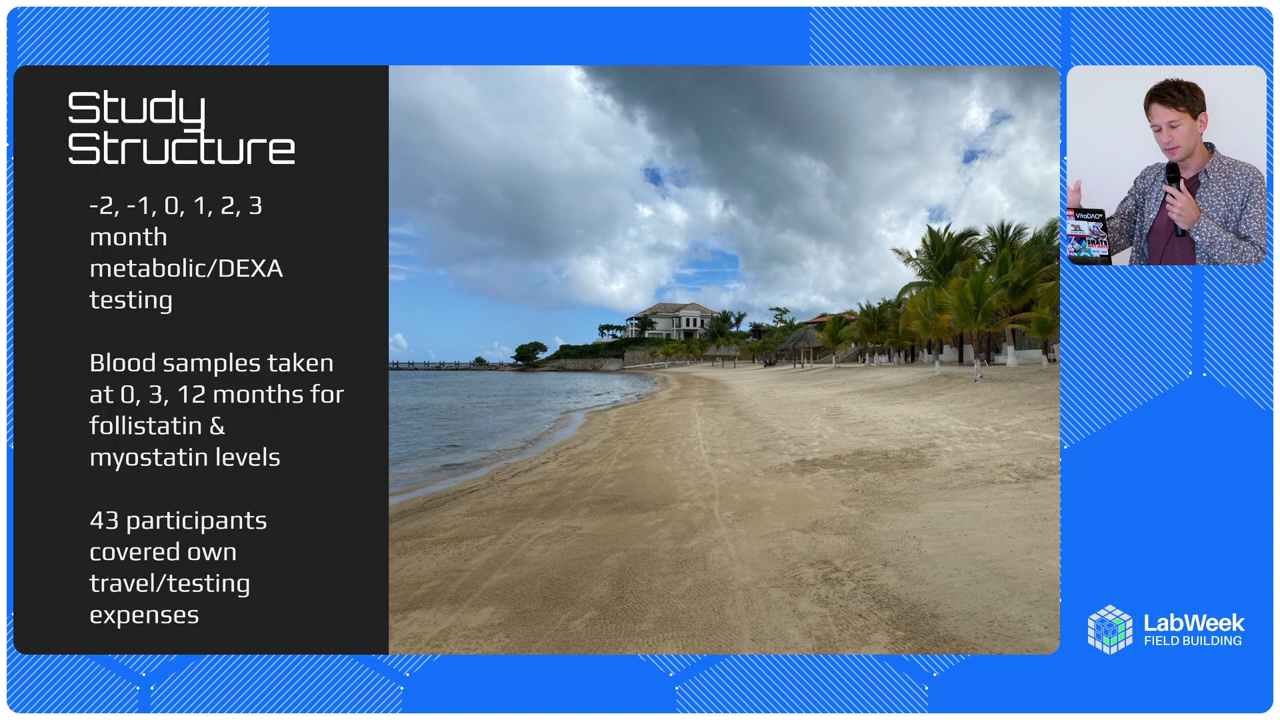 Study
Structure
-2, -1, 0, 1, 2, 3
month
metabolic/DEXA
testing
Blood samples taken
at 0, 3, 12 months for
follistatin &
myostatin levels
43 participants
covered own
travel/testing
expenses
VitaDAO
LabWeek
FIELD BUILDING